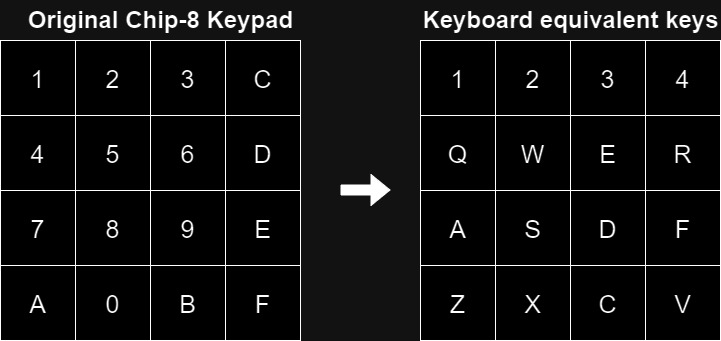 Original Chip-8 Keypad
1 2 3 C
4 5 6 D
7 8 9 E
A 0 B F
Keyboard equivalent keys
1 2 3 4
Q W E R
A S D F
Z X C V